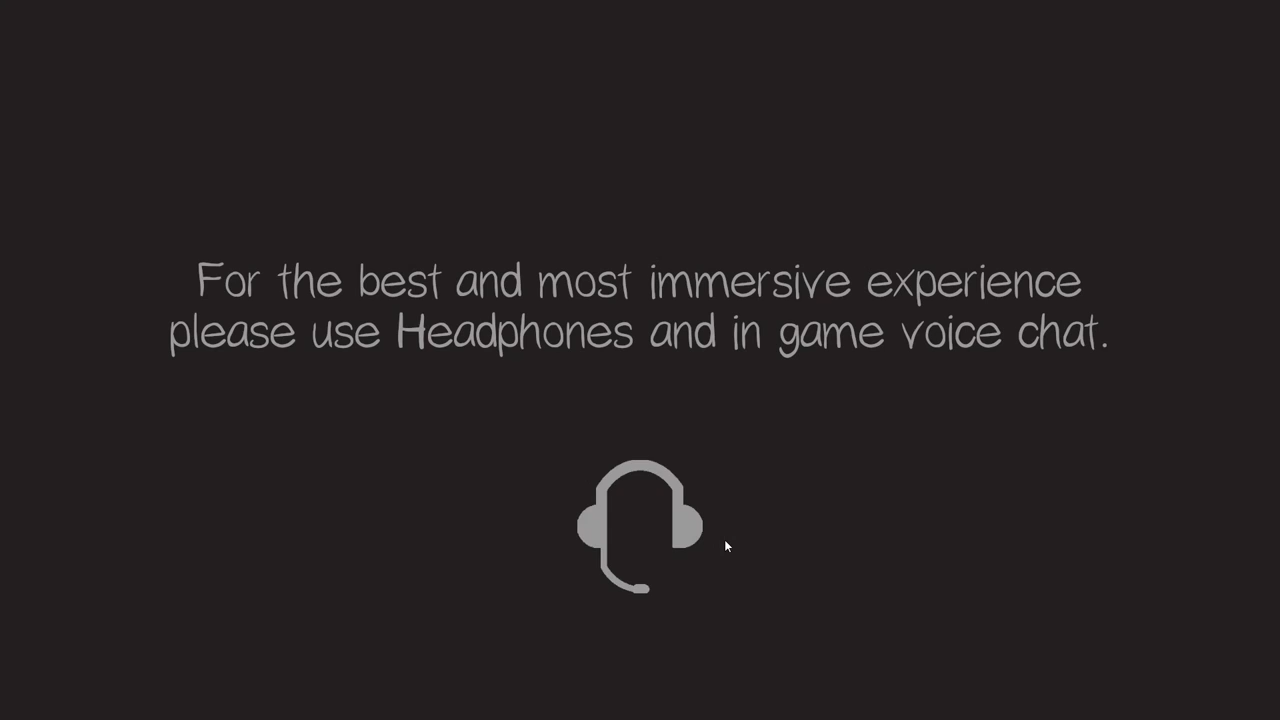 For the best and most immersive experience
please use Headphones and in game voice chat.